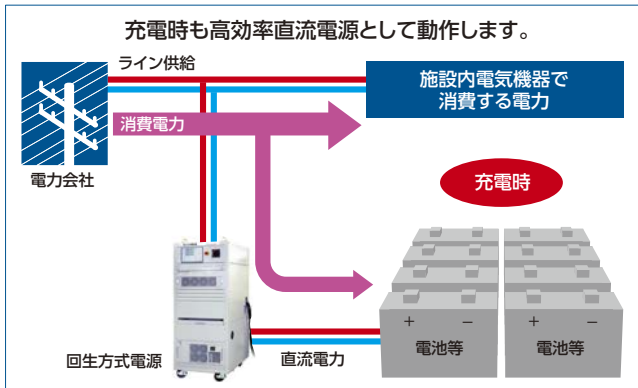 充電時も高効率直流電源として動作します。
ライン供給
施設内電気機器で
消費する電力
消費電力
電力会社
充電時
+ − + −
電池等 電池等
回生方式電源
直流電力